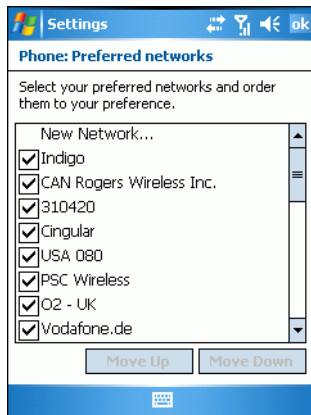 Settings
ok
Phone: Preferred networks
Select your preferred networks and order
them to your preference.
New Network...
Indigo
CAN Rogers Wireless Inc.
310420
Cingular
USA 080
PSC Wireless
O2 - UK
Vodafone.de
Move Up Move Down